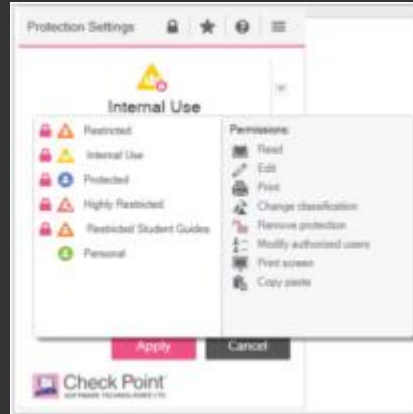 Protection Settings
Internal Use
Restricted
Internal Use
Protected
Highly Restricted
Restricted Student Guides
Personal
Permissions
Read
Edit
Print
Change classification
Remove protection
Modify authorized users
Print screen
Copy paste
Apply
Cancel
Check Point
SOFTWARE TECHNOLOGIES LTD